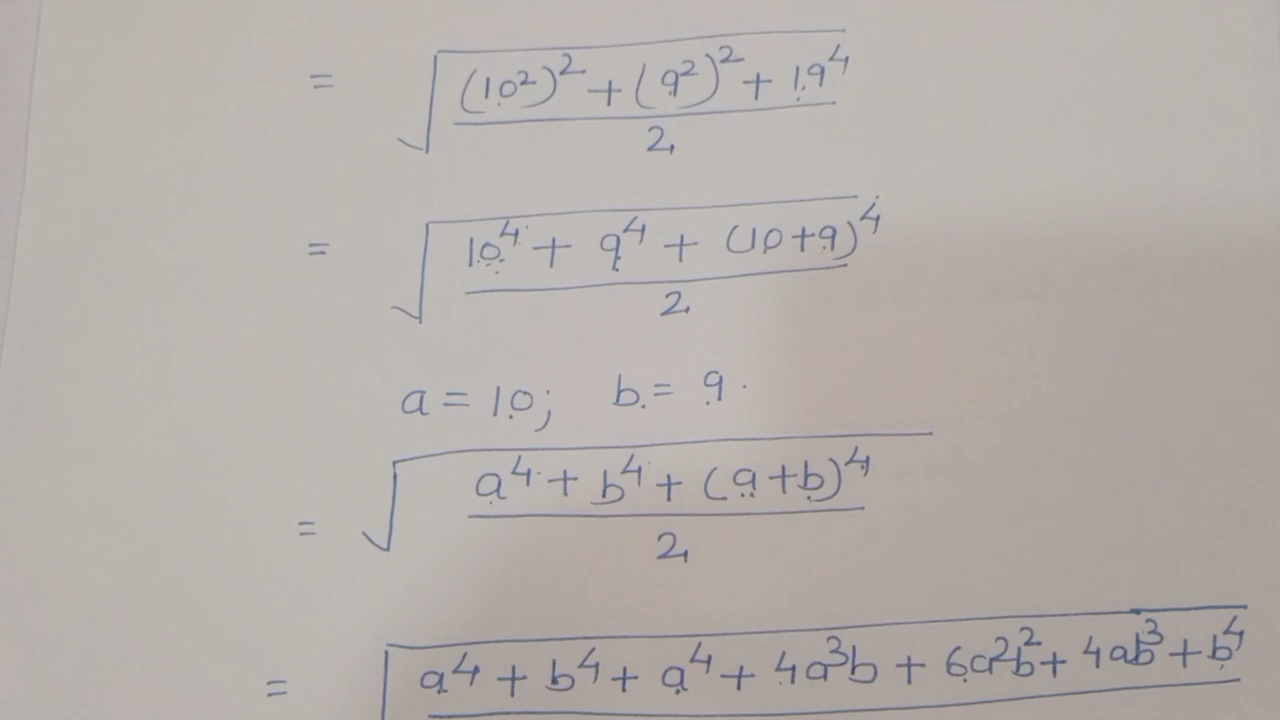 = √(((10²)² + (9²)² + 19⁴)/2)
= √((10⁴ + 9⁴ + (10+9)⁴)/2)
a = 10; b = 9.
= √((a⁴ + b⁴ + (a+b)⁴)/2)
= √(a⁴ + b⁴ + a⁴ + 4a³b + 6a²b² + 4ab³ + b⁴